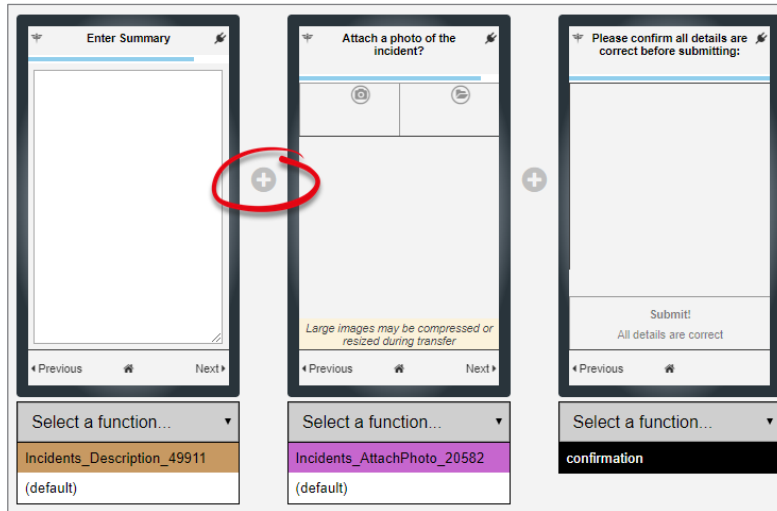 Enter Summary
Previous
Next
Select a function...
Incidents_Description_49911
(default)
Attach a photo of the
incident?
Large images may be compressed or
resized during transfer
Previous
Next
Select a function...
Incidents_AttachPhoto_20582
(default)
Please confirm all details are
correct before submitting:
Submit!
All details are correct
Previous
Select a function...
confirmation